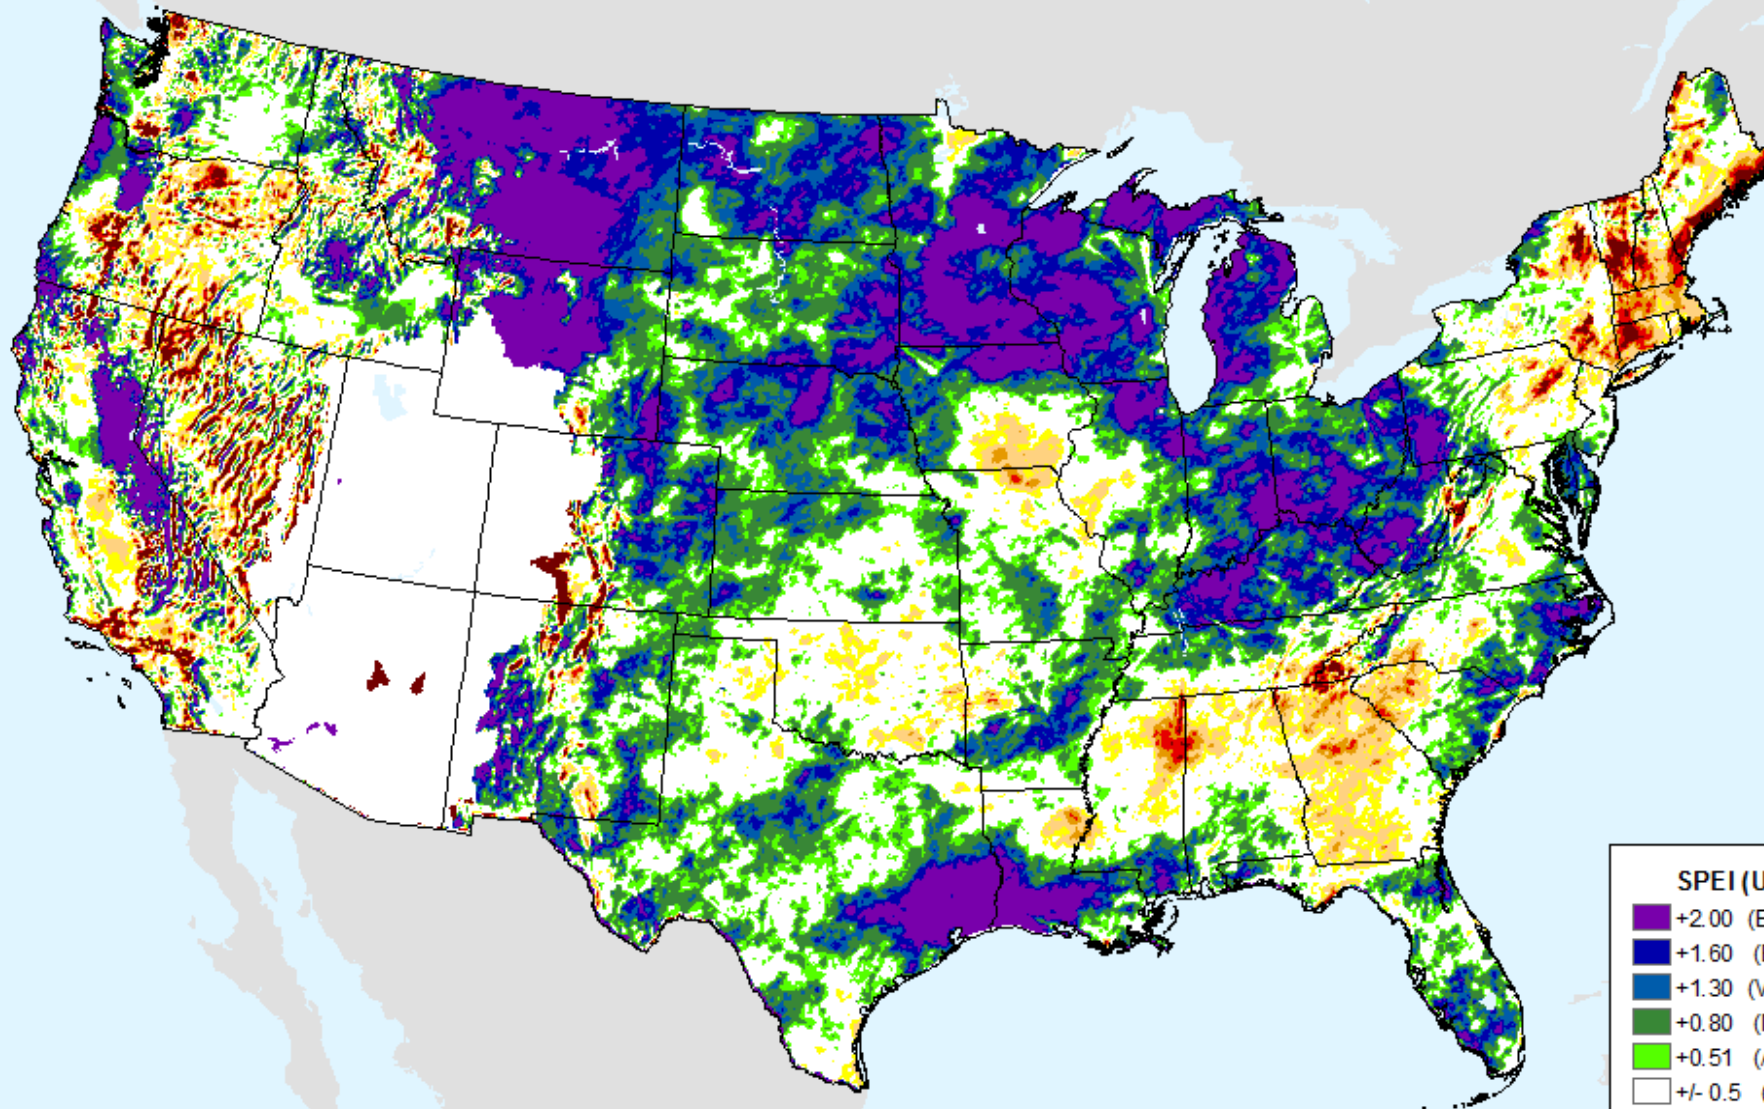 SPEI (U
+2.00 (E
+1.60 (
+1.30 (V
+0.80 (
+0.51 (
+/- 0.5 (